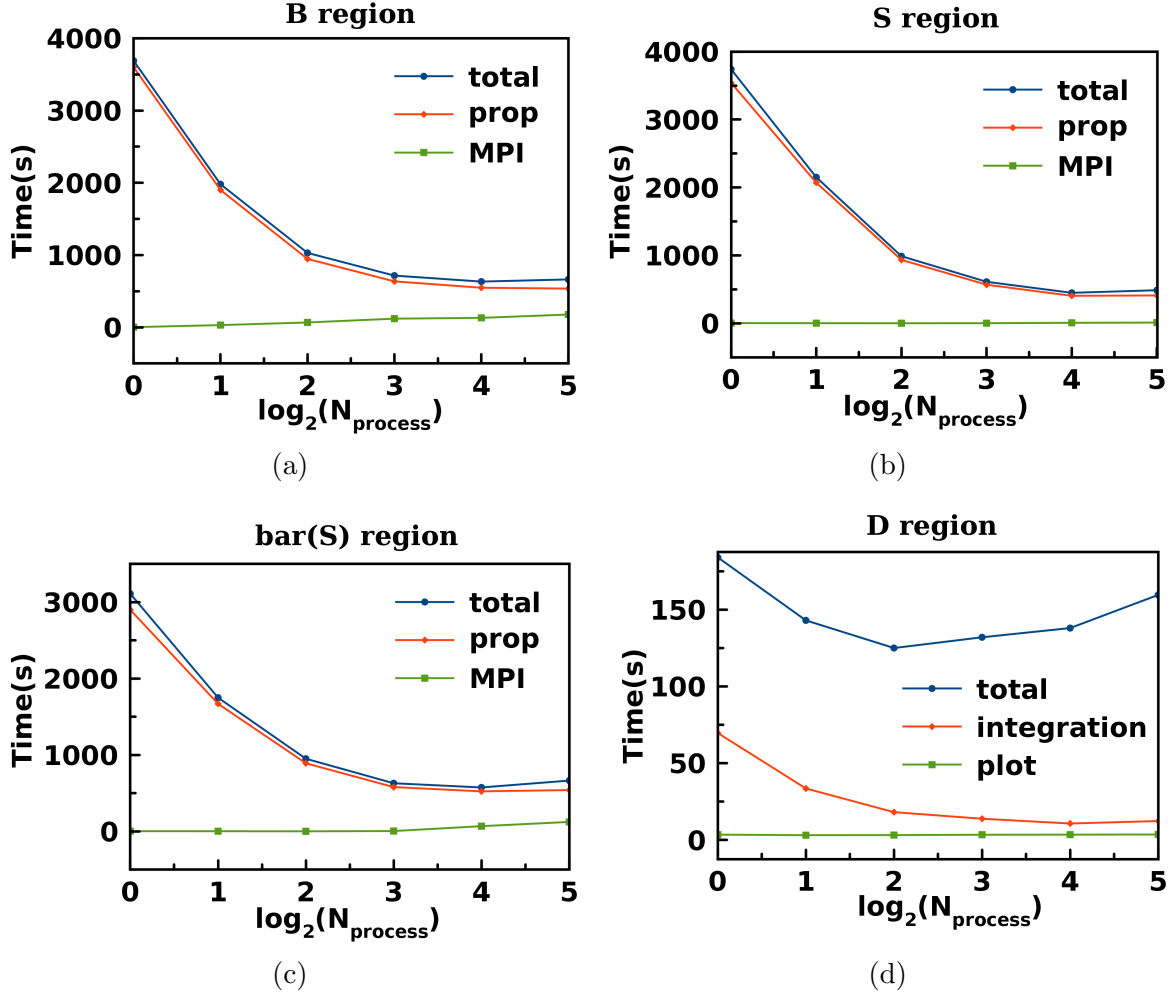 B region
4000
3000
2000
1000
0
Time(s)
total
prop
MPI
0 1 2 3 4 5
log2(Nprocess)
(a)
S region
4000
3000
2000
1000
0
Time(s)
total
prop
MPI
0 1 2 3 4 5
log2(Nprocess)
(b)
bar(S) region
3000
2000
1000
0
Time(s)
total
prop
MPI
0 1 2 3 4 5
log2(Nprocess)
(c)
D region
150
100
50
0
Time(s)
total
integration
plot
0 1 2 3 4 5
log2(Nprocess)
(d)